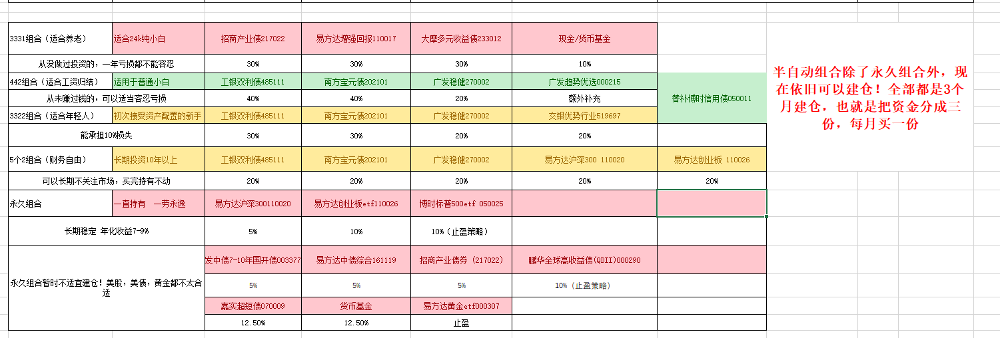 3331组合（适合养老） 适合24k纯小白 招商产业债217022 易方达增强回报110017 大摩多元收益债233012 现金/货币基金
从没做过投资的，一年亏损都不能容忍 30% 30% 30% 10%
442组合（适合工资归结） 适用于普通小白 工银双利债485111 南方宝元债202101 广发稳健270002 广发趋势优选000215
替补博时信用债050011
从未赚过钱的，可以适当容忍亏损 40% 40% 20% 额外补充
3322组合（适合年轻人） 初次接受资产配置的新手 工银双利债485111 南方宝元债202101 广发稳健270002 交银优势行业519697
能承担10%损失 30% 30% 20% 20%
5个2组合（财务自由） 长期投资10年以上 工银双利债485111 南方宝元债202101 广发稳健270002 易方达沪深300 110020 易方达创业板 110026
可以长期不关注市场，买完持有不动 20% 20% 20% 20% 20%
永久组合 一直持有 一劳永逸 易方达沪深300110020 易方达创业板etf110026 博时标普500etf 050025
长期稳定 年化收益7-9% 5% 10% 10%（止盈策略）
永久组合暂时不适宜建仓！美股，美债，黄金都不太合
适
发中债7-10年国开债003377 易方达中债综合161119 招商产业债券（217022） 鹏华全球高收益债(QDII)000290
5% 5% 5% 10%（止盈策略）
嘉实超短债070009 货币基金 易方达黄金etf000307
12.50% 12.50% 止盈
半自动组合除了永久组合外，现
在依旧可以建仓！全部都是3个
月建仓，也就是把资金分成三
份，每月买一份